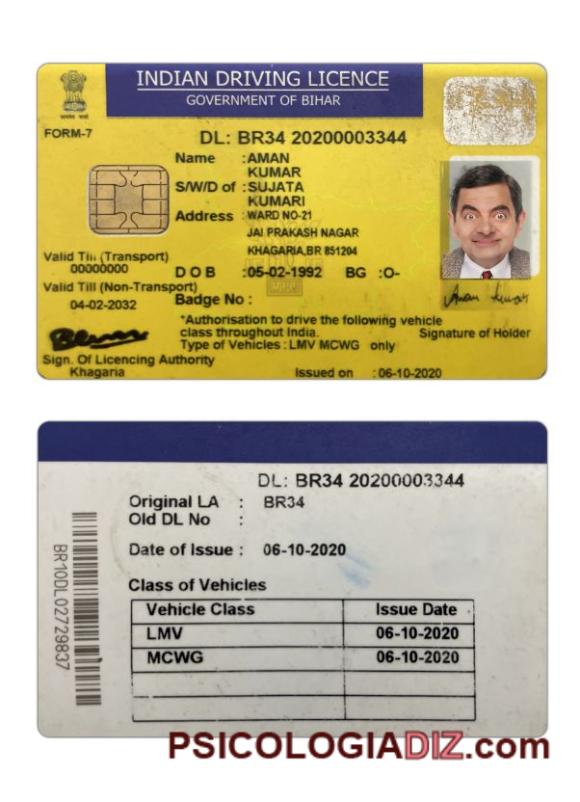 INDIAN DRIVING LICENCE
GOVERNMENT OF BIHAR
FORM-7
DL: BR34 20200003344
Name :AMAN
KUMAR
S/W/D of :SUJATA
KUMARI
Address :WARD NO-21
JAI PRAKASH NAGAR
KHAGARIA,BR 851204
Valid Till (Transport)
00000000
D O B :05-02-1992 BG :O-
Valid Till (Non-Transport)
04-02-2032
Badge No :
Aman Kumar
*Authorisation to drive the following vehicle
class throughout India.
Signature of Holder
Type of Vehicles : LMV MCWG only
Sign. Of Licencing Authority
Khagaria
Issued on :06-10-2020
DL: BR34 20200003344
Original LA : BR34
Old DL No :
Date of Issue : 06-10-2020
Class of Vehicles
Vehicle Class Issue Date
LMV 06-10-2020
MCWG 06-10-2020
BR10DL02729837
PSICOLOGIADIZ.com